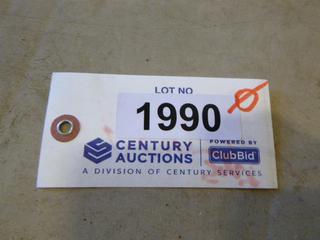 LOT NO
1990
CENTURY
AUCTIONS
POWERED BY
ClubBid
A DIVISION OF CENTURY SERVICES